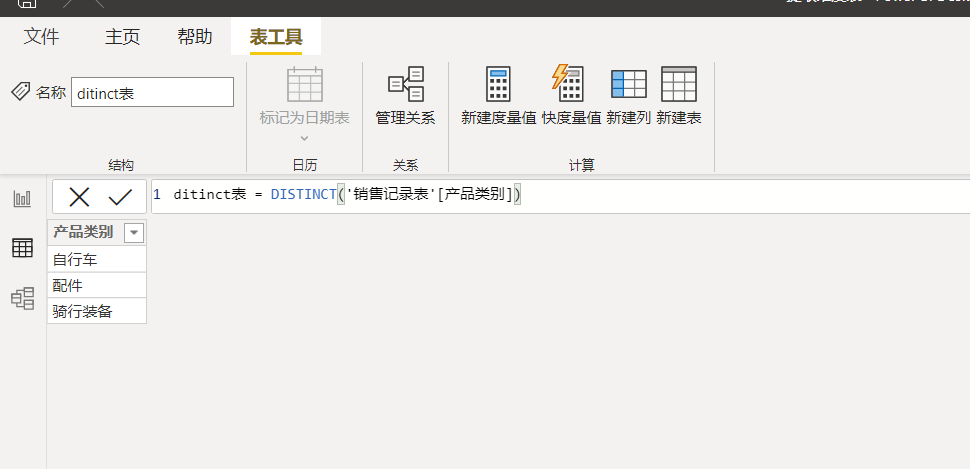 文件 主页 帮助 表工具
名称 ditinct表
标记为日期表 管理关系 新建度量值 快度量值 新建列 新建表
结构 日历 关系 计算
1 ditinct表 = DISTINCT('销售记录表'[产品类别])
产品类别
自行车
配件
骑行装备